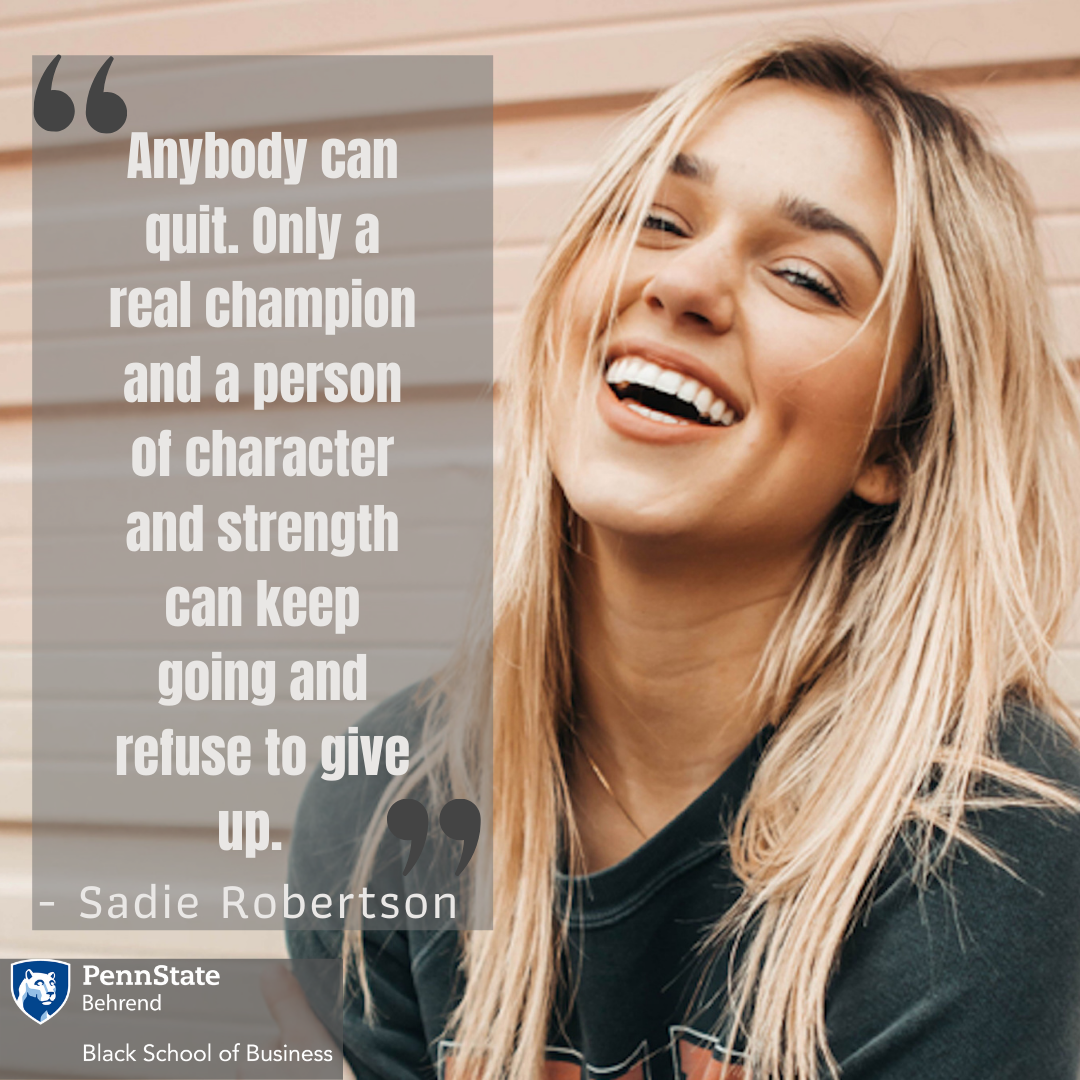 “
Anybody can
quit. Only a
real champion
and a person
of character
and strength
can keep
going and
refuse to give
up.
”
- Sadie Robertson
PennState
Behrend
Black School of Business